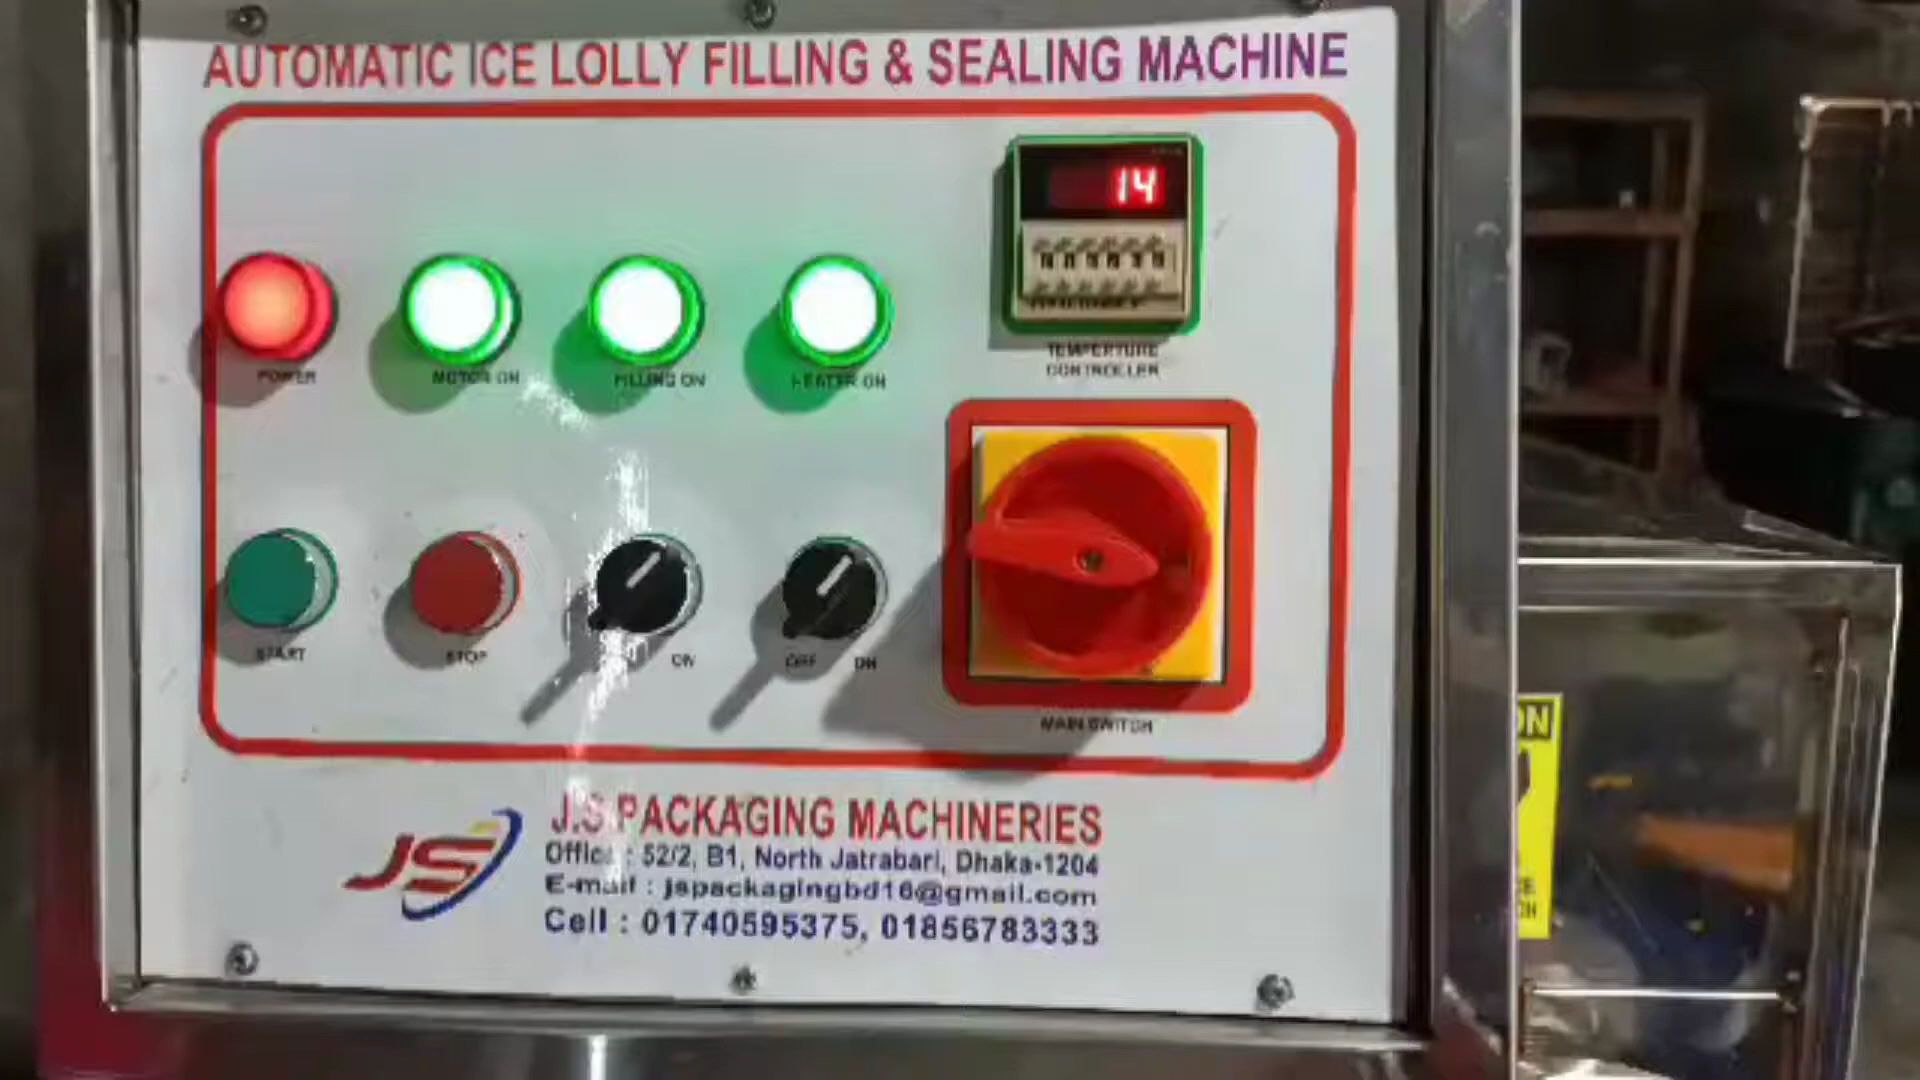 AUTOMATIC ICE LOLLY FILLING & SEALING MACHINE
14
TEMPERTURE
CONTROLLER
POWER
MOTOR ON
FILLING ON
HEATER ON
START
STOP
ON
OFF ON
MAIN SWITCH
JS
J.S PACKAGING MACHINERIES
Office : 52/2, B1, North Jatrabari, Dhaka-1204
E-mail : jspackagingbd16@gmail.com
Cell : 01740595375, 01856783333